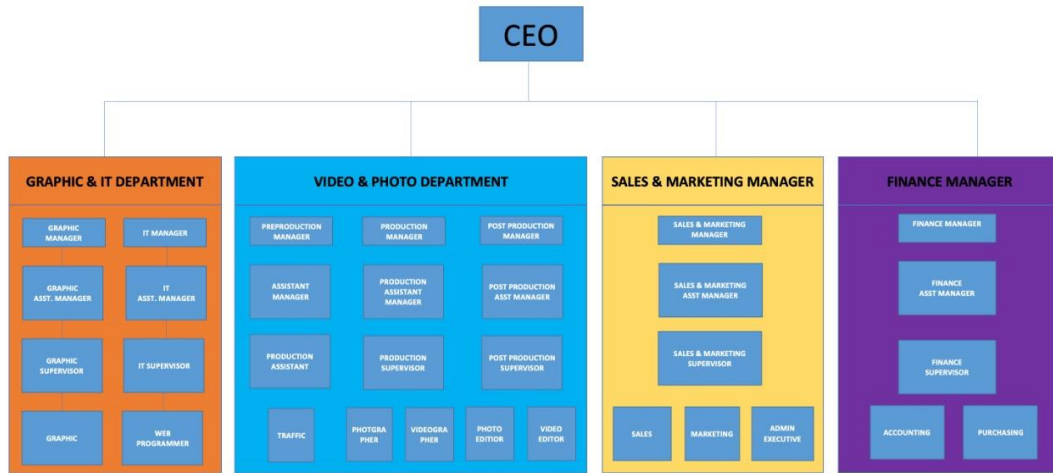 CEO
GRAPHIC & IT DEPARTMENT
VIDEO & PHOTO DEPARTMENT
SALES & MARKETING MANAGER
FINANCE MANAGER
GRAPHIC
MANAGER
IT MANAGER
PREPRODUCTION
MANAGER
PRODUCTION
MANAGER
POST PRODUCTION
MANAGER
SALES & MARKETING
MANAGER
FINANCE MANAGER
GRAPHIC
ASST. MANAGER
IT
ASST. MANAGER
ASSISTANT
MANAGER
PRODUCTION
ASSISTANT
MANAGER
POST PRODUCTION
ASST MANAGER
SALES & MARKETING
ASST MANAGER
FINANCE
ASST MANAGER
GRAPHIC
SUPERVISOR
IT SUPERVISOR
PRODUCTION
ASSISTANT
PRODUCTION
SUPERVISOR
POST PRODUCTION
SUPERVISOR
SALES & MARKETING
SUPERVISOR
FINANCE
SUPERVISOR
GRAPHIC
WEB
PROGRAMMER
TRAFFIC
PHOTGRA
PHER
VIDEOGRA
PHER
PHOTO
EDITIOR
VIDEO
EDITOR
SALES
MARKETING
ADMIN
EXECUTIVE
ACCOUNTING
PURCHASING